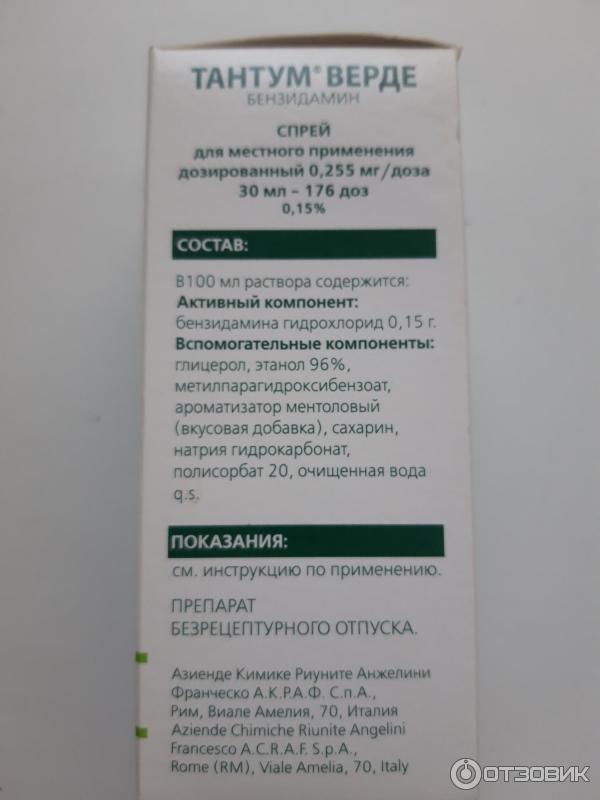 ТАНТУМ® ВЕРДЕ
БЕНЗИДАМИН
СПРЕЙ
для местного применения
дозированный 0,255 мг/доза
30 мл – 176 доз
0,15%
СОСТАВ:
В100 мл раствора содержится:
Активный компонент:
бензидамина гидрохлорид 0,15 г.
Вспомогательные компоненты:
глицерол, этанол 96%,
метилпарагидроксибензоат,
ароматизатор ментоловый
(вкусовая добавка), сахарин,
натрия гидрокарбонат,
полисорбат 20, очищенная вода
q.s.
ПОКАЗАНИЯ:
см. инструкцию по применению.
ПРЕПАРАТ
БЕЗРЕЦЕПТУРНОГО ОТПУСКА.
Азиенде Кимике Риуните Анжелини
Франческо А.К.Р.А.Ф. С.п.А.,
Рим, Виале Амелия, 70, Италия
Aziende Chimiche Riunite Angelini
Francesco A.C.R.A.F. S.p.A.,
Rome (RM), Viale Amelia, 70, Italy
ОТЗОВИК